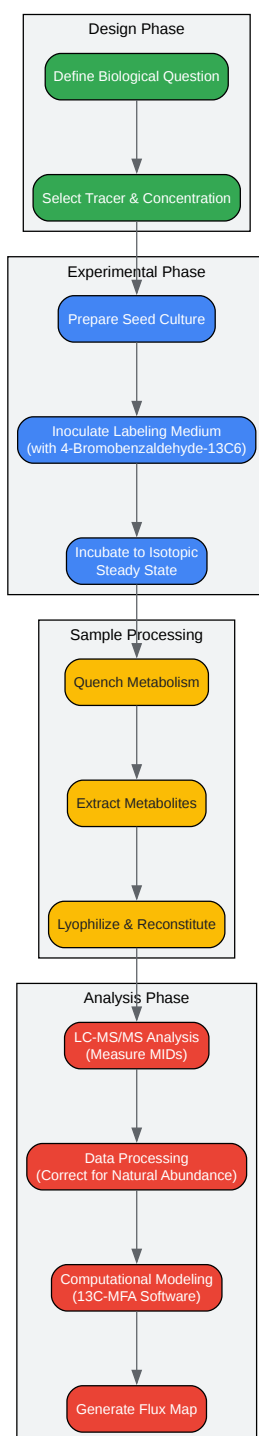 Design Phase
Define Biological Question
Select Tracer & Concentration
Experimental Phase
Prepare Seed Culture
Inoculate Labeling Medium
(with 4-Bromobenzaldehyde-13C6)
Incubate to Isotopic
Steady State
Sample Processing
Quench Metabolism
Extract Metabolites
Lyophilize & Reconstitute
Analysis Phase
LC-MS/MS Analysis
(Measure MIDs)
Data Processing
(Correct for Natural Abundance)
Computational Modeling
(13C-MFA Software)
Generate Flux Map